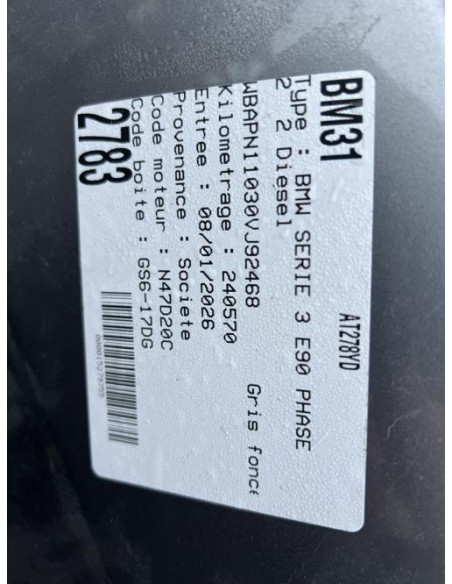 BM31 AT278YD
Type : BMW SERIE 3 E90 PHASE
2 2 Diesel
WBAPN11030VJ92468 Gris fonce
Kilometrage : 240570
Entree : 08/01/2026
Provenance : Societe
Code moteur : N47D20C
Code boite : GS6-17DG
2783